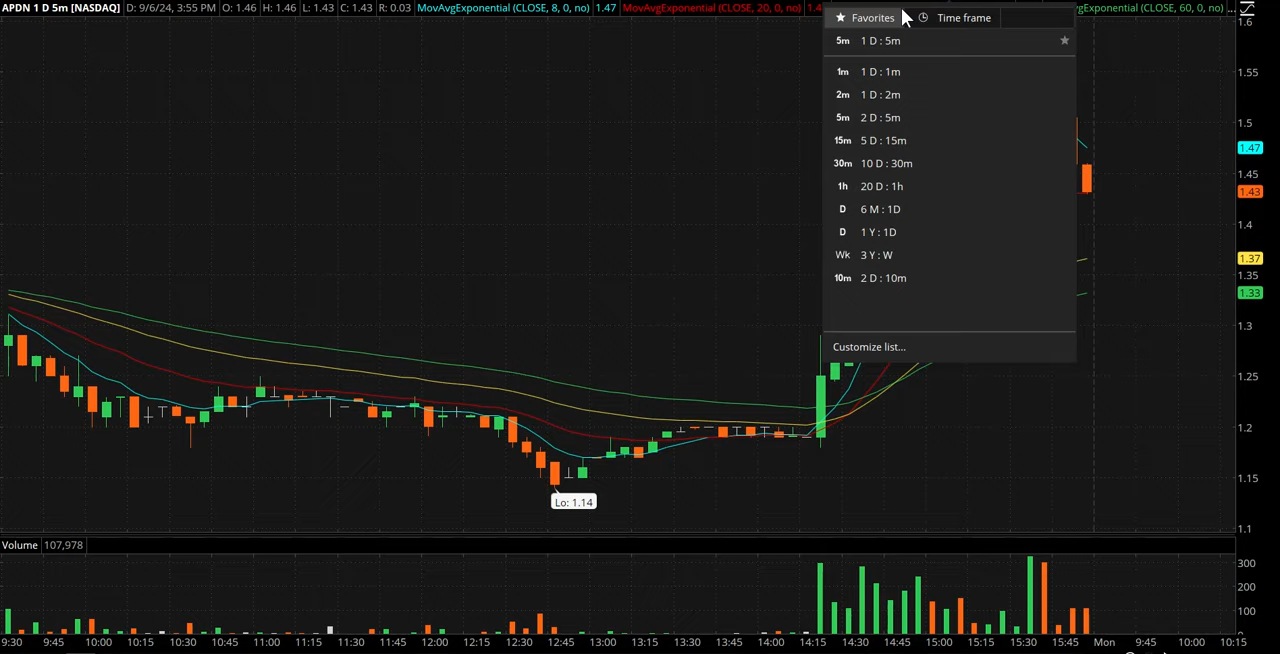 APDN 1 D 5m [NASDAQ] D: 9/6/24, 3:55 PM O: 1.46 H: 1.46 L: 1.43 C: 1.43 R: 0.03 MovAvgExponential (CLOSE, 8, 0, no) 1.47 MovAvgExponential (CLOSE, 20, 0, no) gExponential (CLOSE, 60, 0, no) ...
Favorites Time frame
5m 1 D : 5m
1m 1 D : 1m
2m 1 D : 2m
5m 2 D : 5m
15m 5 D : 15m
30m 10 D : 30m
1h 20 D : 1h
D 6 M : 1D
D 1 Y : 1D
Wk 3 Y : W
10m 2 D : 10m
Customize list...
1.6
1.55
1.5
1.47
1.45
1.43
1.4
1.37
1.35
1.33
1.3
1.25
1.2
1.15
1.1
Lo: 1.14
Volume 107,978
300
200
100
9:30 9:45 10:00 10:15 10:30 10:45 11:00 11:15 11:30 11:45 12:00 12:15 12:30 12:45 13:00 13:15 13:30 13:45 14:00 14:15 14:30 14:45 15:00 15:15 15:30 15:45 Mon 9:45 10:00 10:15